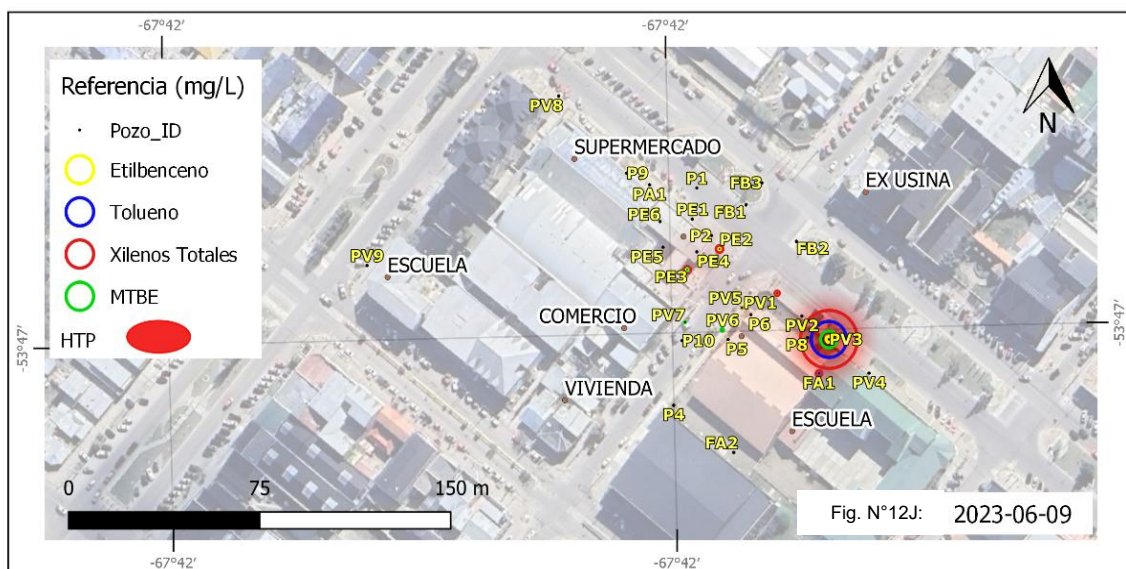 -67°42'
-67°42'
Referencia (mg/L)
Pozo_ID
Etilbenceno
Tolueno
Xilenos Totales
MTBE
HTP
N
PV8
SUPERMERCADO
P9
PA1
P1
FB3
EX USINA
PE6
PE1
FB1
P2
PE2
FB2
PE5
PE4
PV9
ESCUELA
PE3
PV5
PV1
COMERCIO
PV7
PV6
P6
PV2
P10
P5
P8
PV3
FA1
PV4
VIVIENDA
P4
ESCUELA
FA2
-53°47'
-53°47'
0
75
150 m
Fig. N°12J:
2023-06-09
-67°42'
-67°42'